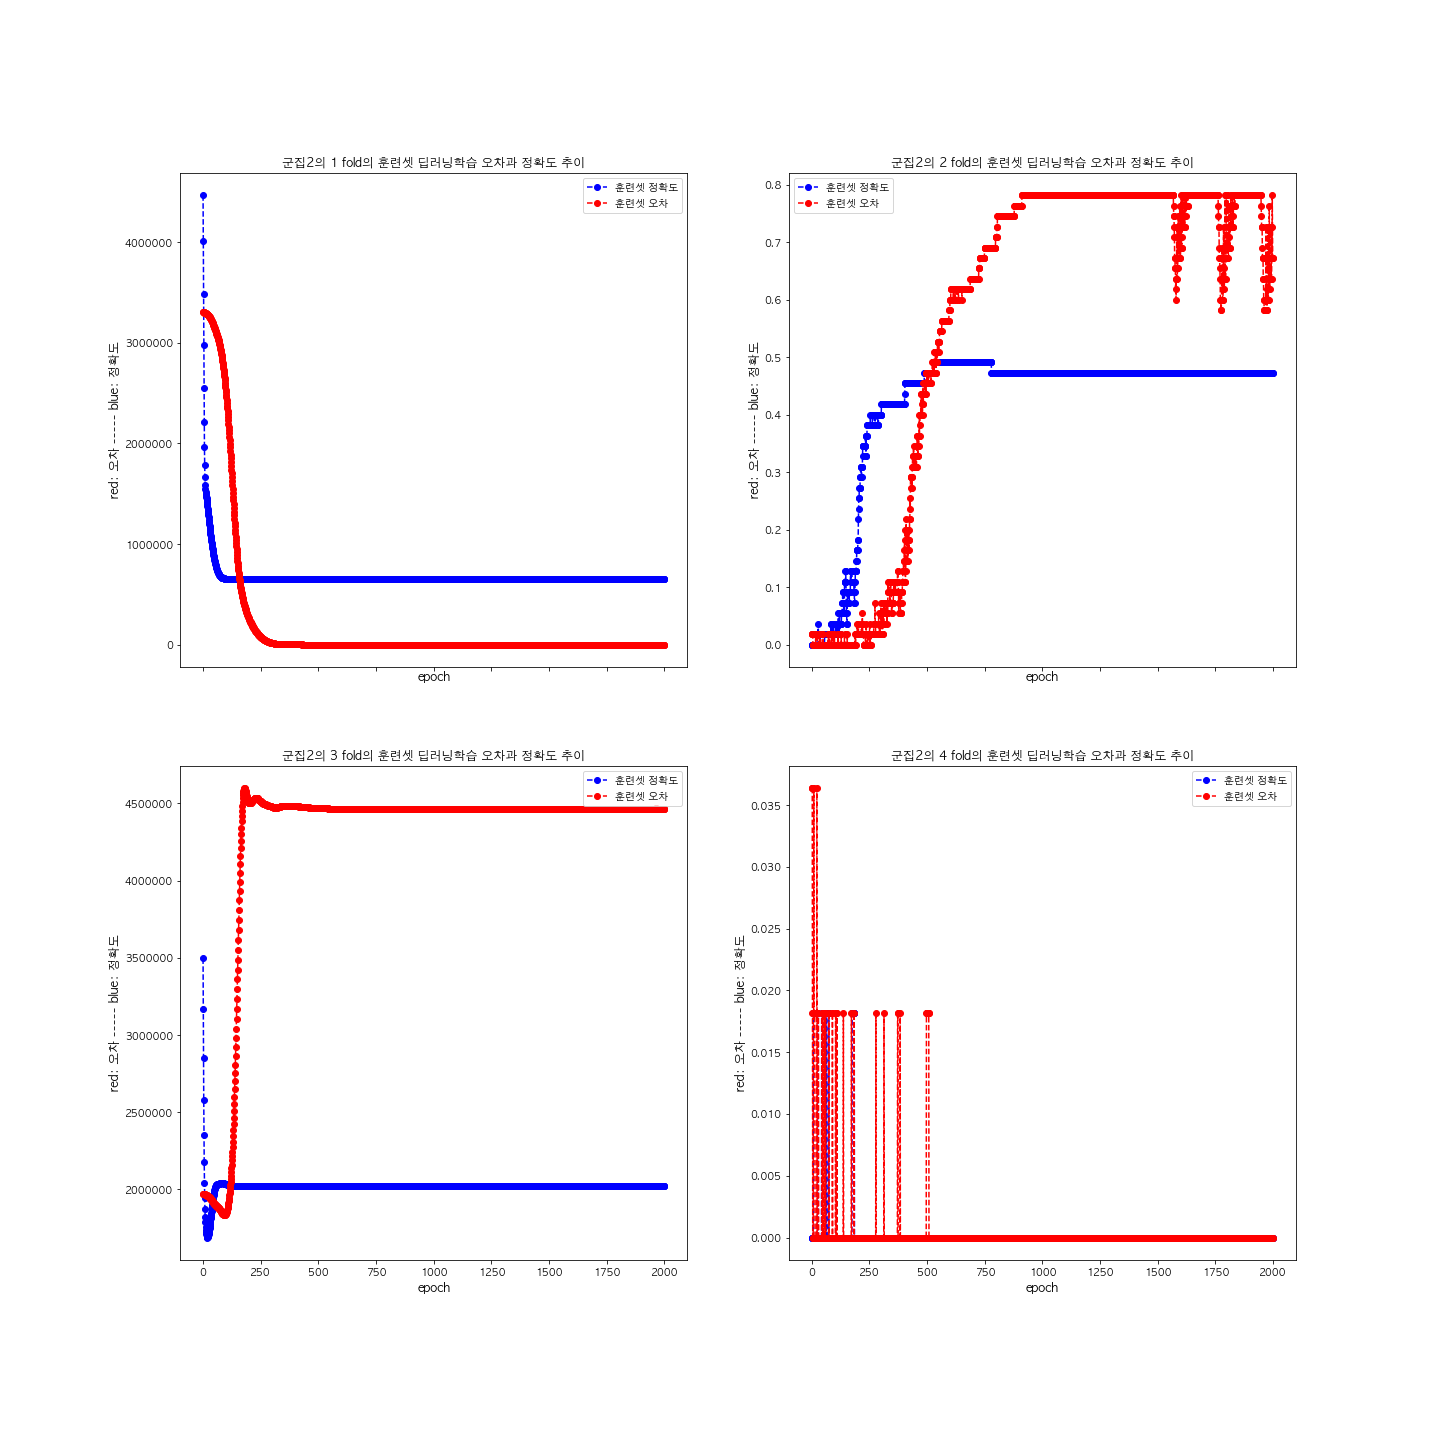 군집2의 1 fold의 훈련셋 딥러닝학습 오차과 정확도 추이
훈련셋 정확도
훈련셋 오차
4000000
3000000
2000000
1000000
0
red: 오차 ----- blue: 정확도
epoch
군집2의 2 fold의 훈련셋 딥러닝학습 오차과 정확도 추이
훈련셋 정확도
훈련셋 오차
0.8
0.7
0.6
0.5
0.4
0.3
0.2
0.1
0.0
red: 오차 ----- blue: 정확도
epoch
군집2의 3 fold의 훈련셋 딥러닝학습 오차과 정확도 추이
훈련셋 정확도
훈련셋 오차
4500000
4000000
3500000
3000000
2500000
2000000
red: 오차 ----- blue: 정확도
0 250 500 750 1000 1250 1500 1750 2000
epoch
군집2의 4 fold의 훈련셋 딥러닝학습 오차과 정확도 추이
훈련셋 정확도
훈련셋 오차
0.035
0.030
0.025
0.020
0.015
0.010
0.005
0.000
red: 오차 ----- blue: 정확도
0 250 500 750 1000 1250 1500 1750 2000
epoch